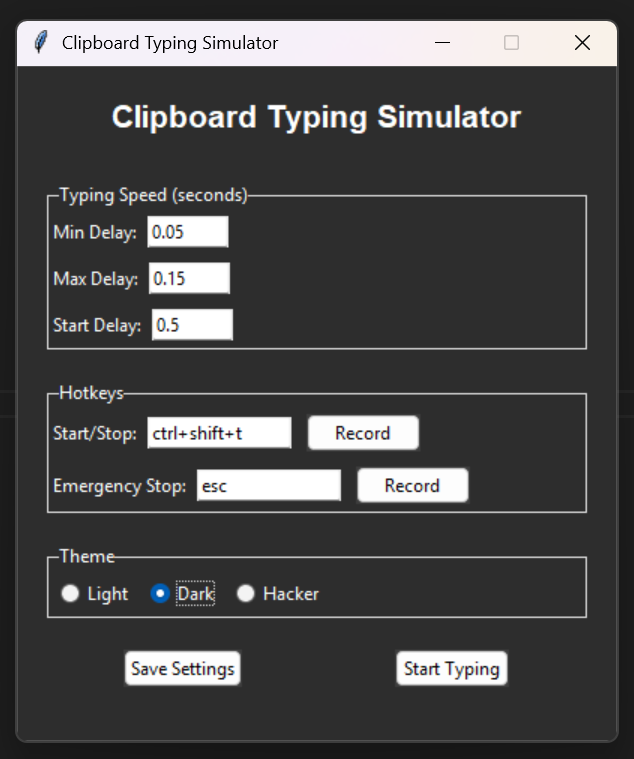 Clipboard Typing Simulator
Clipboard Typing Simulator
Typing Speed (seconds)
Min Delay: 0.05
Max Delay: 0.15
Start Delay: 0.5
Hotkeys
Start/Stop: ctrl+shift+t Record
Emergency Stop: esc Record
Theme
Light Dark Hacker
Save Settings Start Typing